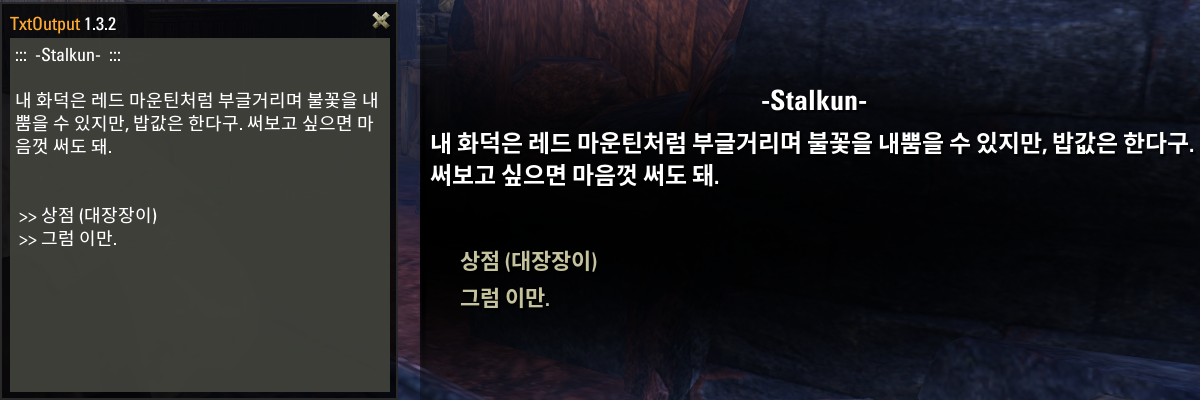 TxtOutput 1.3.2
::: -Stalkun- :::
내 화덕은 레드 마운틴처럼 부글거리며 불꽃을 내
뿜을 수 있지만, 밥값은 한다구. 써보고 싶으면 마
음껏 써도 돼.
>> 상점 (대장장이)
>> 그럼 이만.
-Stalkun-
내 화덕은 레드 마운틴처럼 부글거리며 불꽃을 내뿜을 수 있지만, 밥값은 한다구.
써보고 싶으면 마음껏 써도 돼.
상점 (대장장이)
그럼 이만.